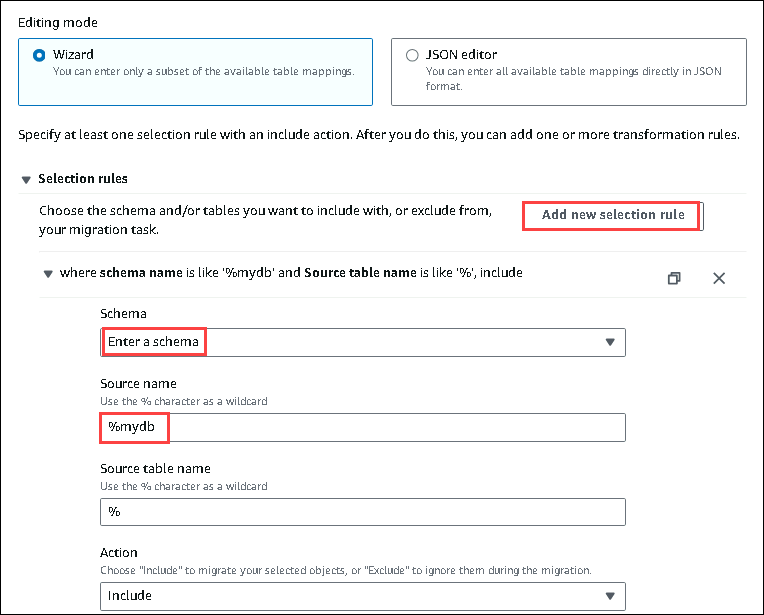 Editing mode
Wizard
You can enter only a subset of the available table mappings.
JSON editor
You can enter all available table mappings directly in JSON
format.
Specify at least one selection rule with an include action. After you do this, you can add one or more transformation rules.
Selection rules
Choose the schema and/or tables you want to include with, or exclude from,
your migration task.
Add new selection rule
where schema name is like '%mydb' and Source table name is like '%', include
Schema
Enter a schema
Source name
Use the % character as a wildcard
%mydb
Source table name
Use the % character as a wildcard
%
Action
Choose "Include" to migrate your selected objects, or "Exclude" to ignore them during the migration.
Include